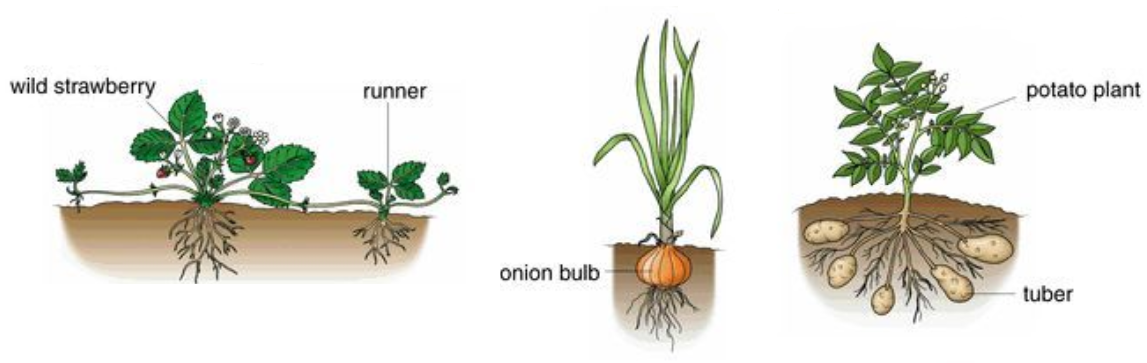 wild strawberry
runner
onion bulb
potato plant
tuber